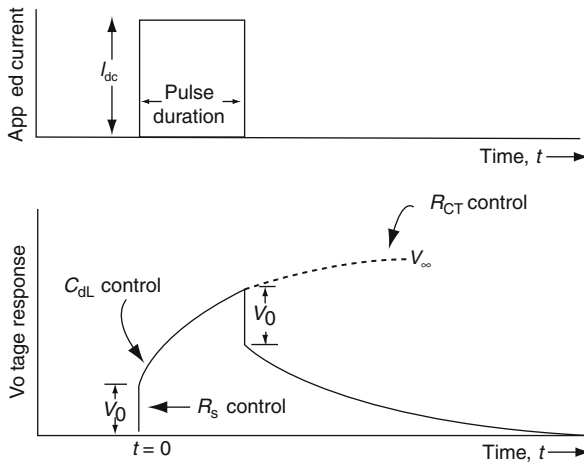 App ed current
I_dc
Pulse
duration
Time, t
R_CT control
V_∞
C_dL control
Vo tage response
V_0
V_0
R_s control
t = 0
Time, t